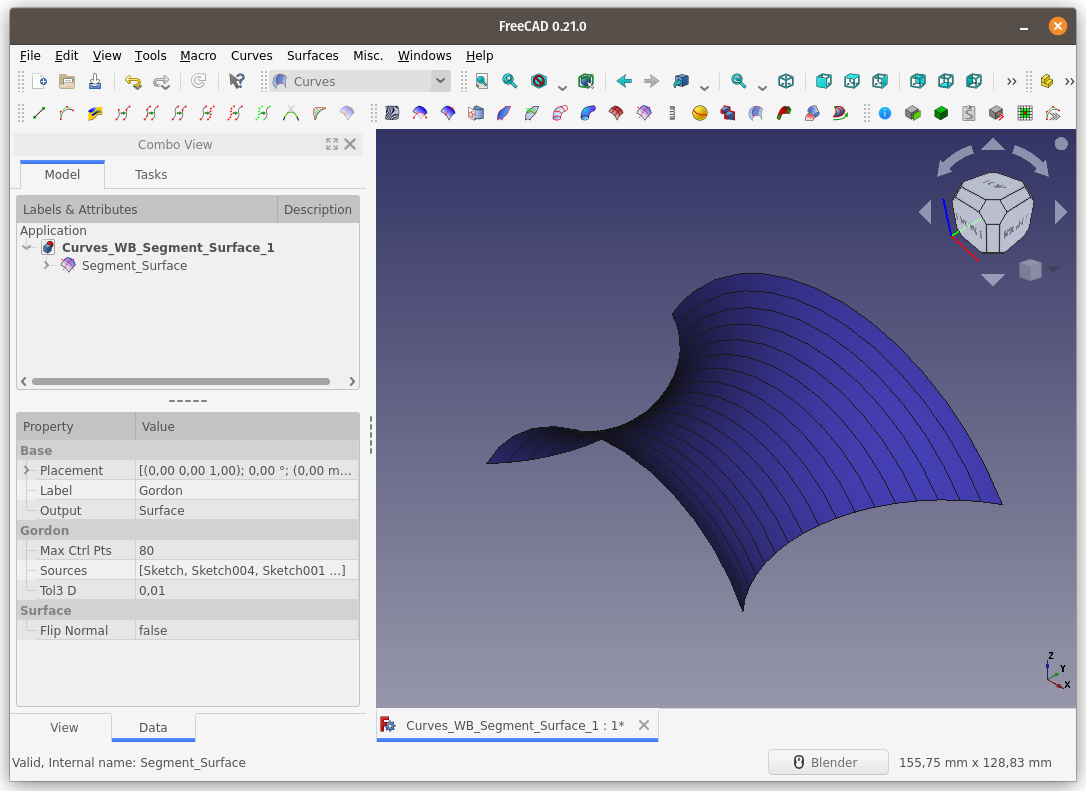 FreeCAD 0.21.0
File Edit View Tools Macro Curves Surfaces Misc. Windows Help
Curves
Combo View
Model Tasks
Labels & Attributes Description
Application
Curves_WB_Segment_Surface_1
Segment_Surface
Property Value
Base
Placement [(0,00 0,00 1,00); 0,00 °; (0,00 m...
Label Gordon
Output Surface
Gordon
Max Ctrl Pts 80
Sources [Sketch, Sketch004, Sketch001 ...]
Tol3 D 0,01
Surface
Flip Normal false
Z
Y
X
View Data
Curves_WB_Segment_Surface_1 : 1*
Valid, Internal name: Segment_Surface
Blender
155,75 mm x 128,83 mm